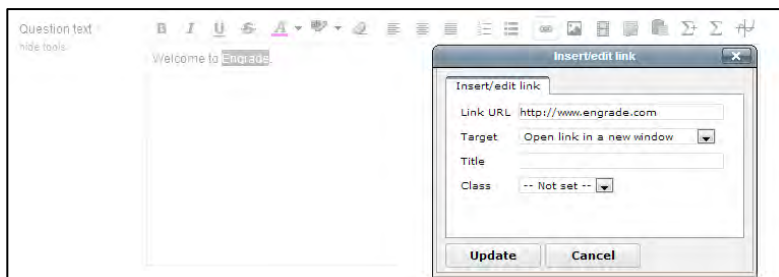 Question text
hide tools
B I U S A
Welcome to Engrade.
Insert/edit link X
Insert/edit link
Link URL http://www.engrade.com
Target Open link in a new window
Title
Class -- Not set --
Update Cancel